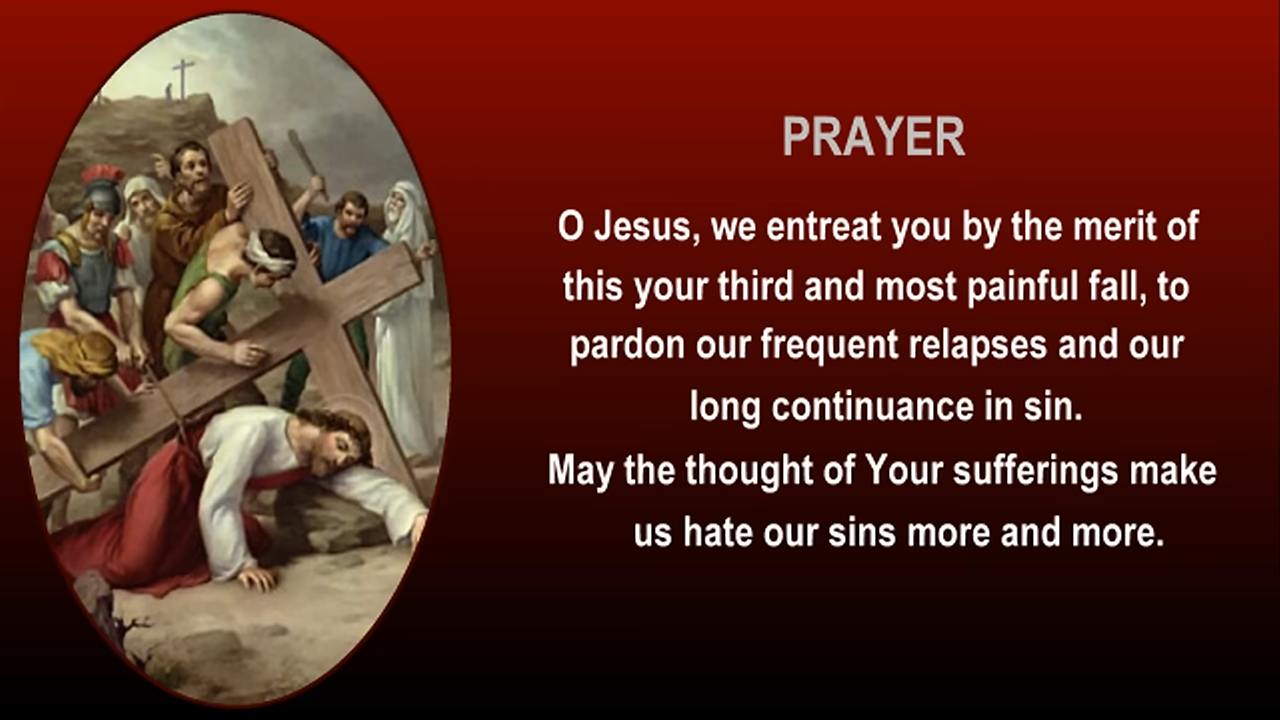 PRAYER
O Jesus, we entreat you by the merit of
this your third and most painful fall, to
pardon our frequent relapses and our
long continuance in sin.
May the thought of Your sufferings make
us hate our sins more and more.